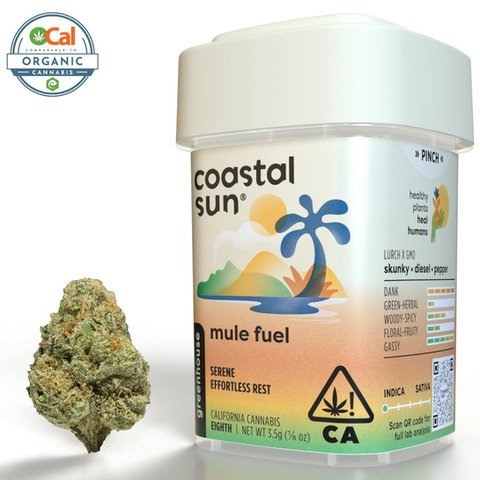 OCal
COMPARABLE-TO-
ORGANIC
CANNABIS
» PINCH «
coastal
sun®
healthy
plants
heal
humans
LURCH X GMO
skunky • diesel • pepper
DANK
GREEN-HERBAL
WOODY-SPICY
FLORAL-FRUITY
GASSY
greenhouse
mule fuel
SERENE
EFFORTLESS REST
INDICA SATIVA
Scan QR code for
full lab analysis
CALIFORNIA CANNABIS
EIGHTH | NET WT 3.5g (⅛ oz)
!
CA